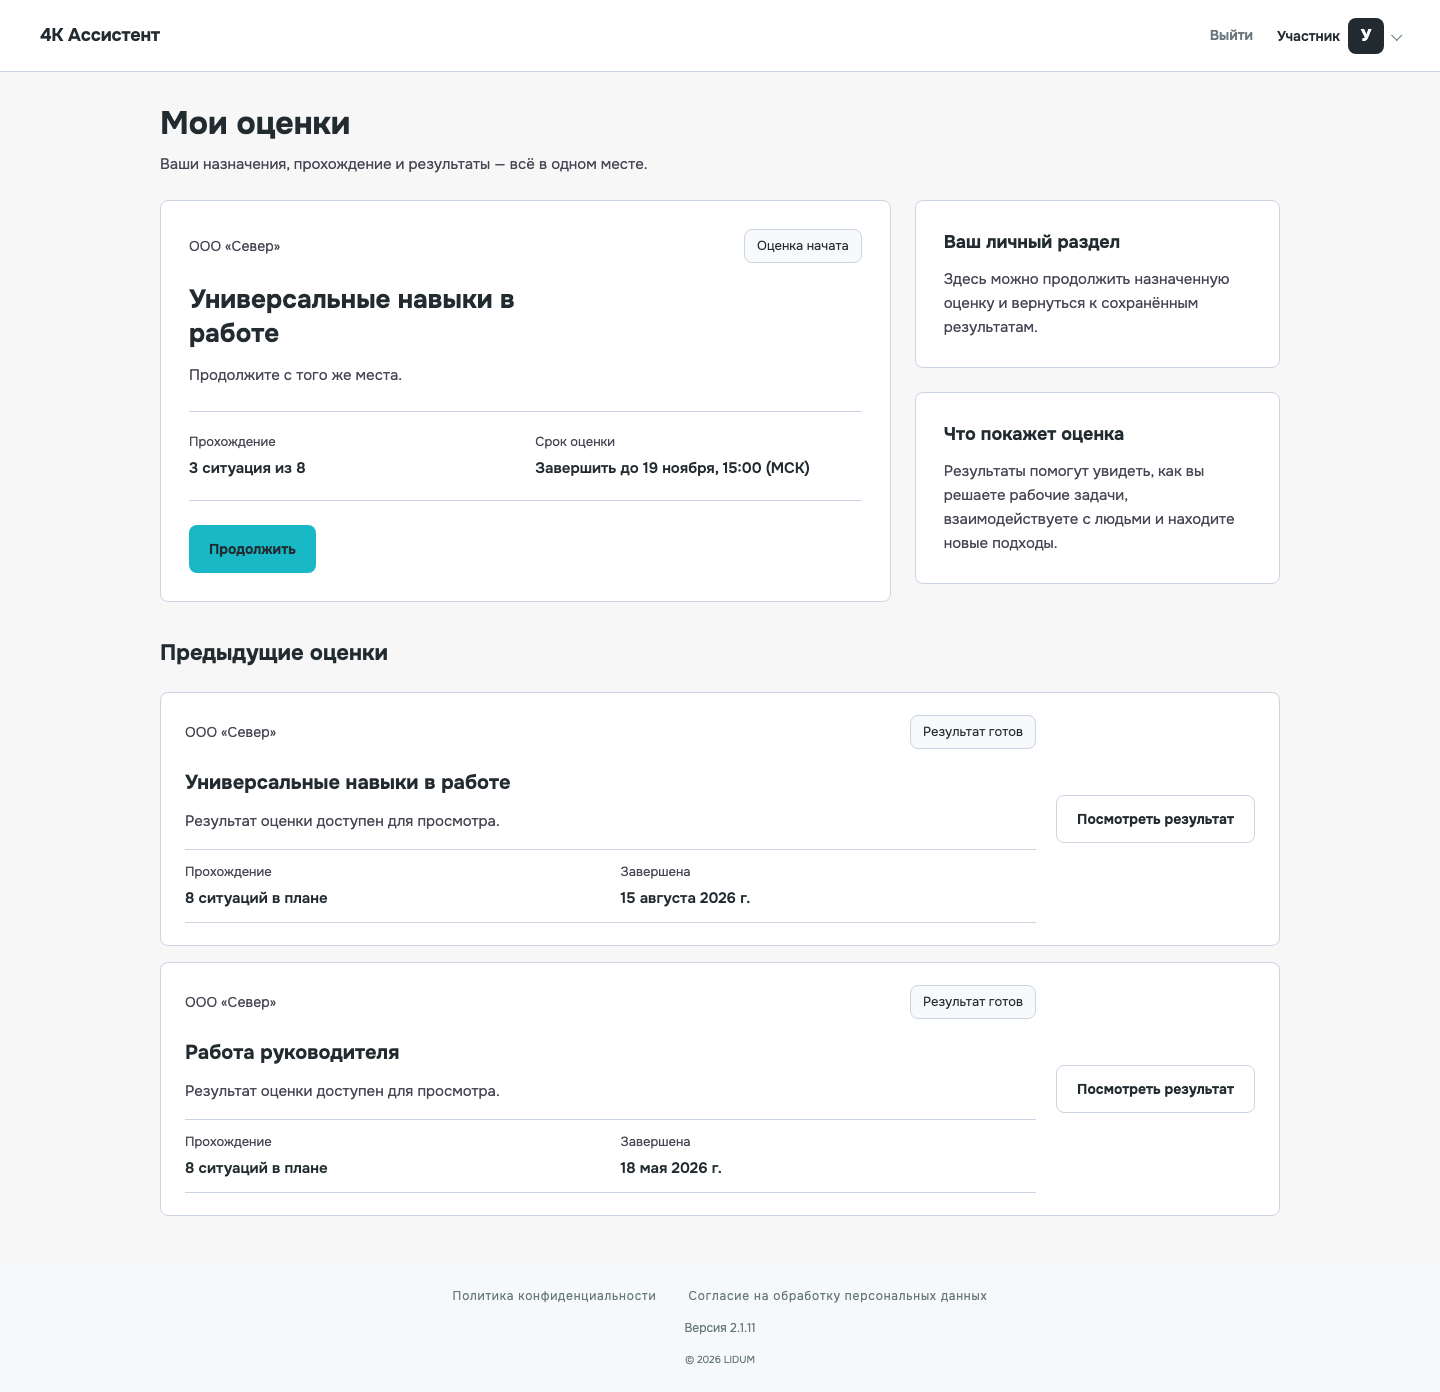 4К Ассистент
Выйти
Участник
У
Мои оценки
Ваши назначения, прохождение и результаты — всё в одном месте.
ООО «Север»
Оценка начата
Универсальные навыки в
работе
Продолжите с того же места.
Прохождение
3 ситуация из 8
Срок оценки
Завершить до 19 ноября, 15:00 (МСК)
Продолжить
Ваш личный раздел
Здесь можно продолжить назначенную
оценку и вернуться к сохранённым
результатам.
Что покажет оценка
Результаты помогут увидеть, как вы
решаете рабочие задачи,
взаимодействуете с людьми и находите
новые подходы.
Предыдущие оценки
ООО «Север»
Результат готов
Универсальные навыки в работе
Результат оценки доступен для просмотра.
Прохождение
8 ситуаций в плане
Завершена
15 августа 2026 г.
Посмотреть результат
ООО «Север»
Результат готов
Работа руководителя
Результат оценки доступен для просмотра.
Прохождение
8 ситуаций в плане
Завершена
18 мая 2026 г.
Посмотреть результат
Политика конфиденциальности
Согласие на обработку персональных данных
Версия 2.1.11
© 2026 LIDUM